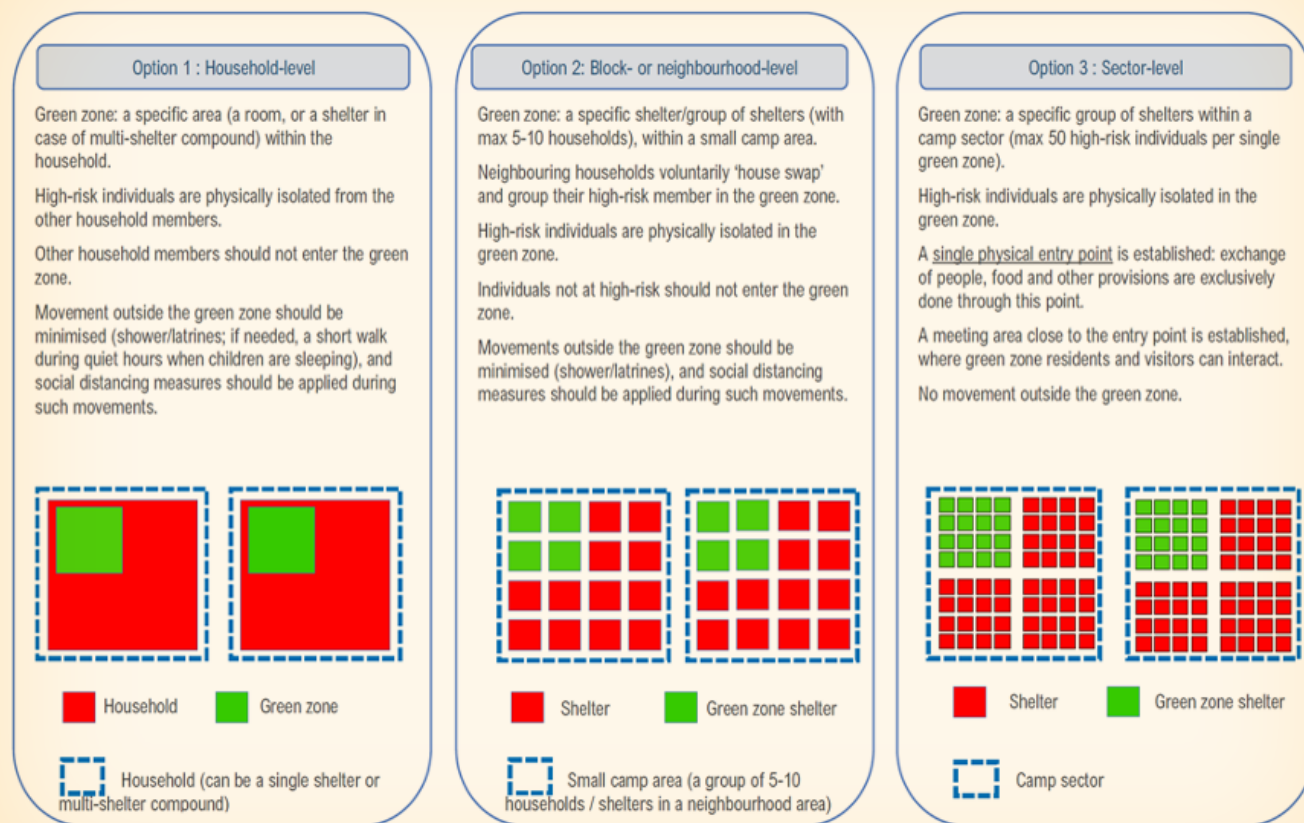 Option 1 : Household-level
Green zone: a specific area (a room, or a shelter in
case of multi-shelter compound) within the
household.
High-risk individuals are physically isolated from the
other household members.
Other household members should not enter the green
zone.
Movement outside the green zone should be
minimised (shower/latrines; if needed, a short walk
during quiet hours when children are sleeping), and
social distancing measures should be applied during
such movements.
Household
Green zone
Household (can be a single shelter or
multi-shelter compound)
Option 2: Block- or neighbourhood-level
Green zone: a specific shelter/group of shelters (with
max 5-10 households), within a small camp area.
Neighbouring households voluntarily ‘house swap’
and group their high-risk member in the green zone.
High-risk individuals are physically isolated in the
green zone.
Individuals not at high-risk should not enter the green
zone.
Movements outside the green zone should be
minimised (shower/latrines), and social distancing
measures should be applied during such movements.
Shelter
Green zone shelter
Small camp area (a group of 5-10
households / shelters in a neighbourhood area)
Option 3 : Sector-level
Green zone: a specific group of shelters within a
camp sector (max 50 high-risk individuals per single
green zone).
High-risk individuals are physically isolated in the
green zone.
A single physical entry point is established: exchange
of people, food and other provisions are exclusively
done through this point.
A meeting area close to the entry point is established,
where green zone residents and visitors can interact.
No movement outside the green zone.
Shelter
Green zone shelter
Camp sector